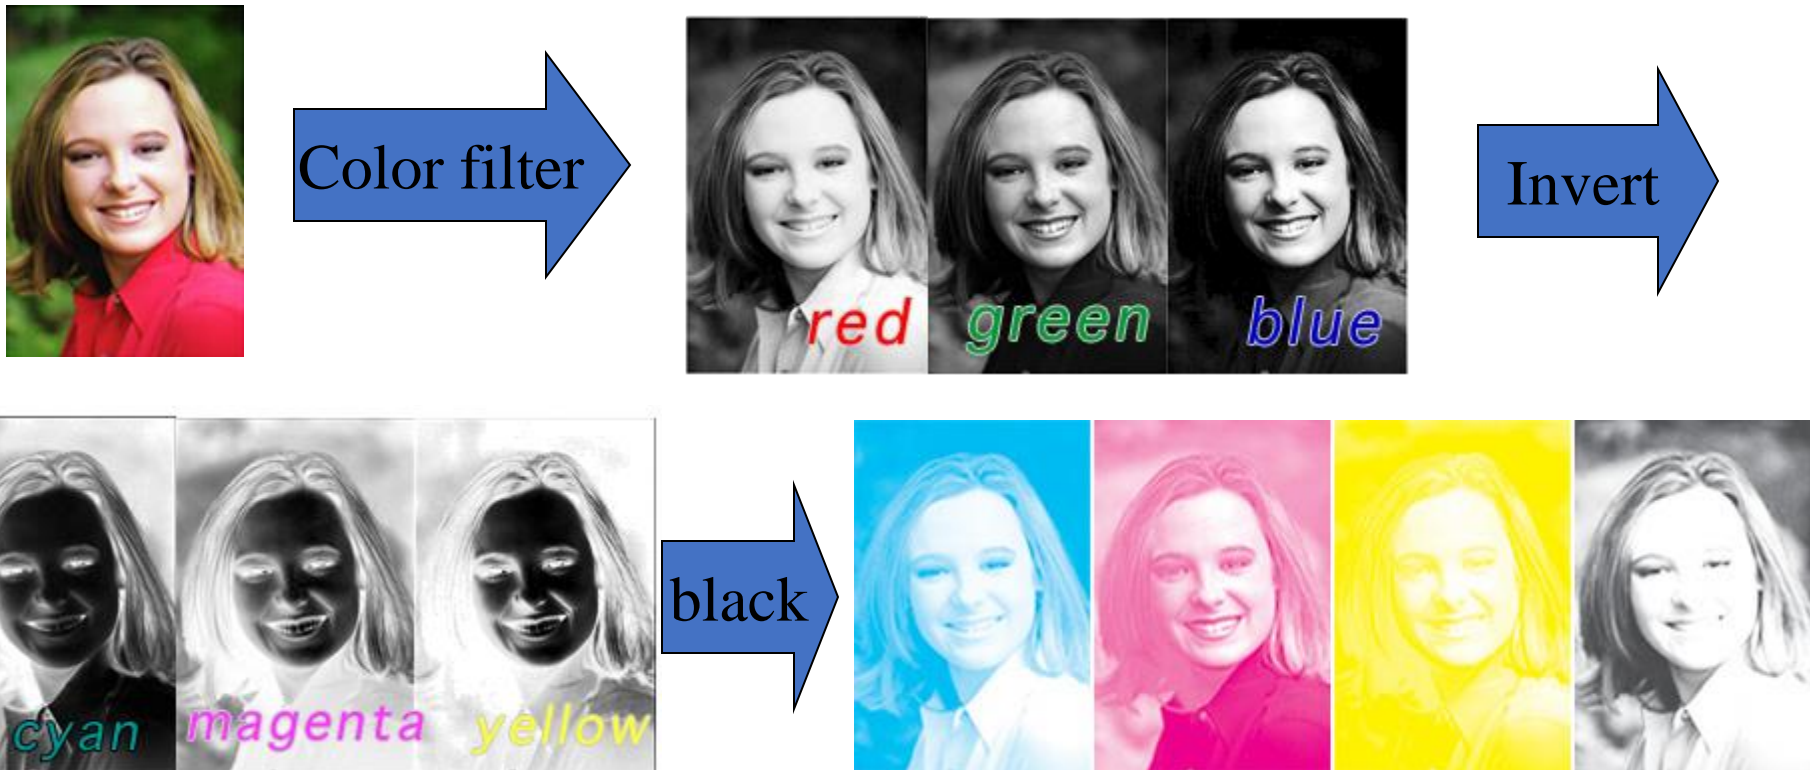 Color filter
red
green
blue
Invert
cyan
magenta
yellow
black